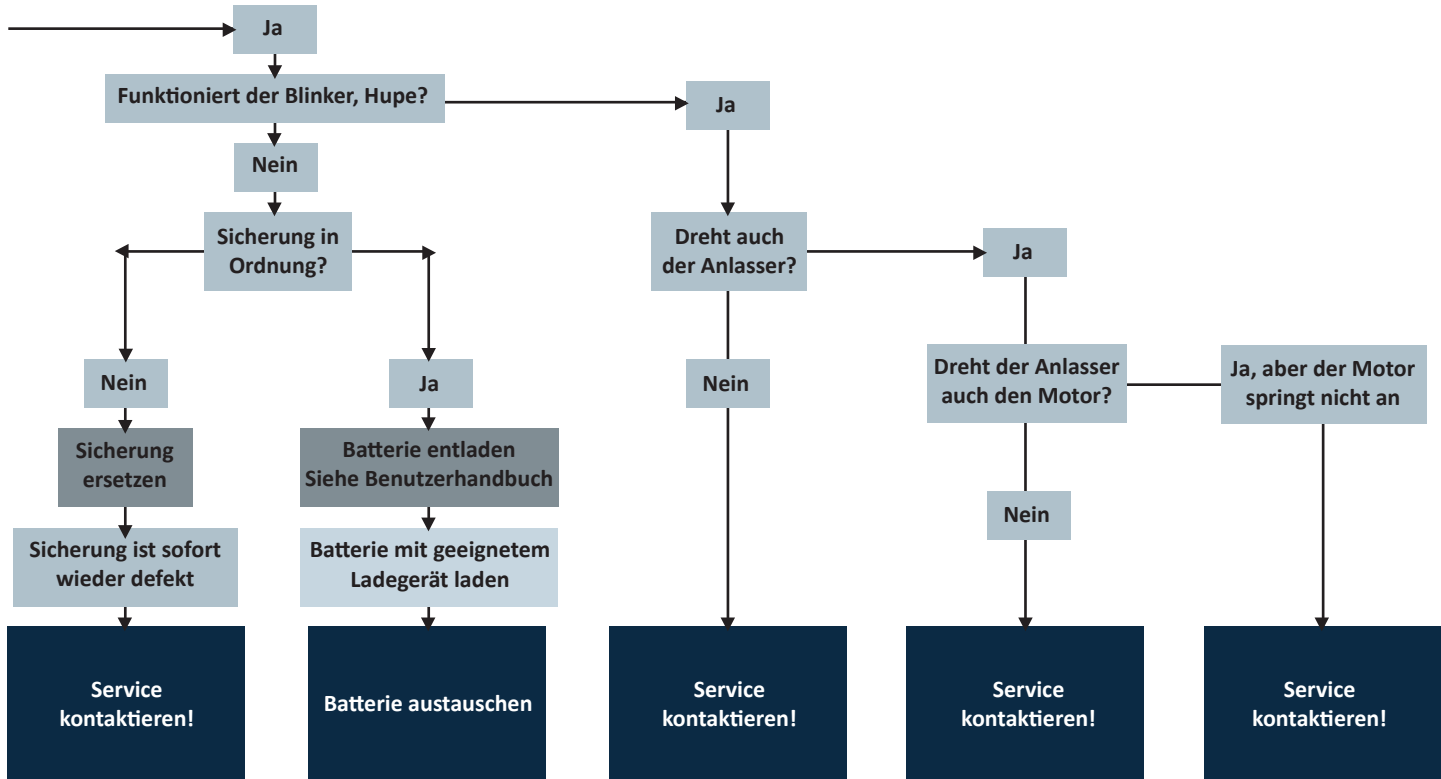 Ja
Funktioniert der Blinker, Hupe?
Ja
Nein
Sicherung in
Ordnung?
Dreht auch
der Anlasser?
Ja
Nein
Ja
Nein
Dreht der Anlasser
auch den Motor?
Ja, aber der Motor
springt nicht an
Sicherung
ersetzen
Batterie entladen
Siehe Benutzerhandbuch
Nein
Sicherung ist sofort
wieder defekt
Batterie mit geeignetem
Ladegerät laden
Service
kontaktieren!
Batterie austauschen
Service
kontaktieren!
Service
kontaktieren!
Service
kontaktieren!